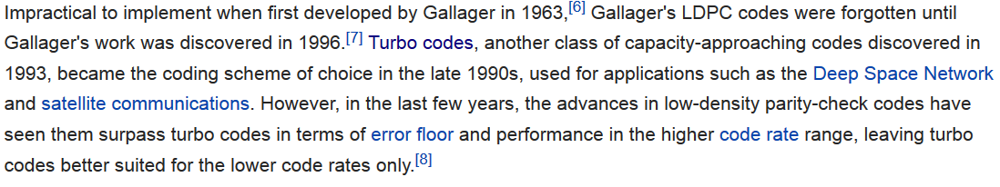 Impractical to implement when first developed by Gallager in 1963,[6] Gallager's LDPC codes were forgotten until
Gallager's work was discovered in 1996.[7] Turbo codes, another class of capacity-approaching codes discovered in
1993, became the coding scheme of choice in the late 1990s, used for applications such as the Deep Space Network
and satellite communications. However, in the last few years, the advances in low-density parity-check codes have
seen them surpass turbo codes in terms of error floor and performance in the higher code rate range, leaving turbo
codes better suited for the lower code rates only.[8]